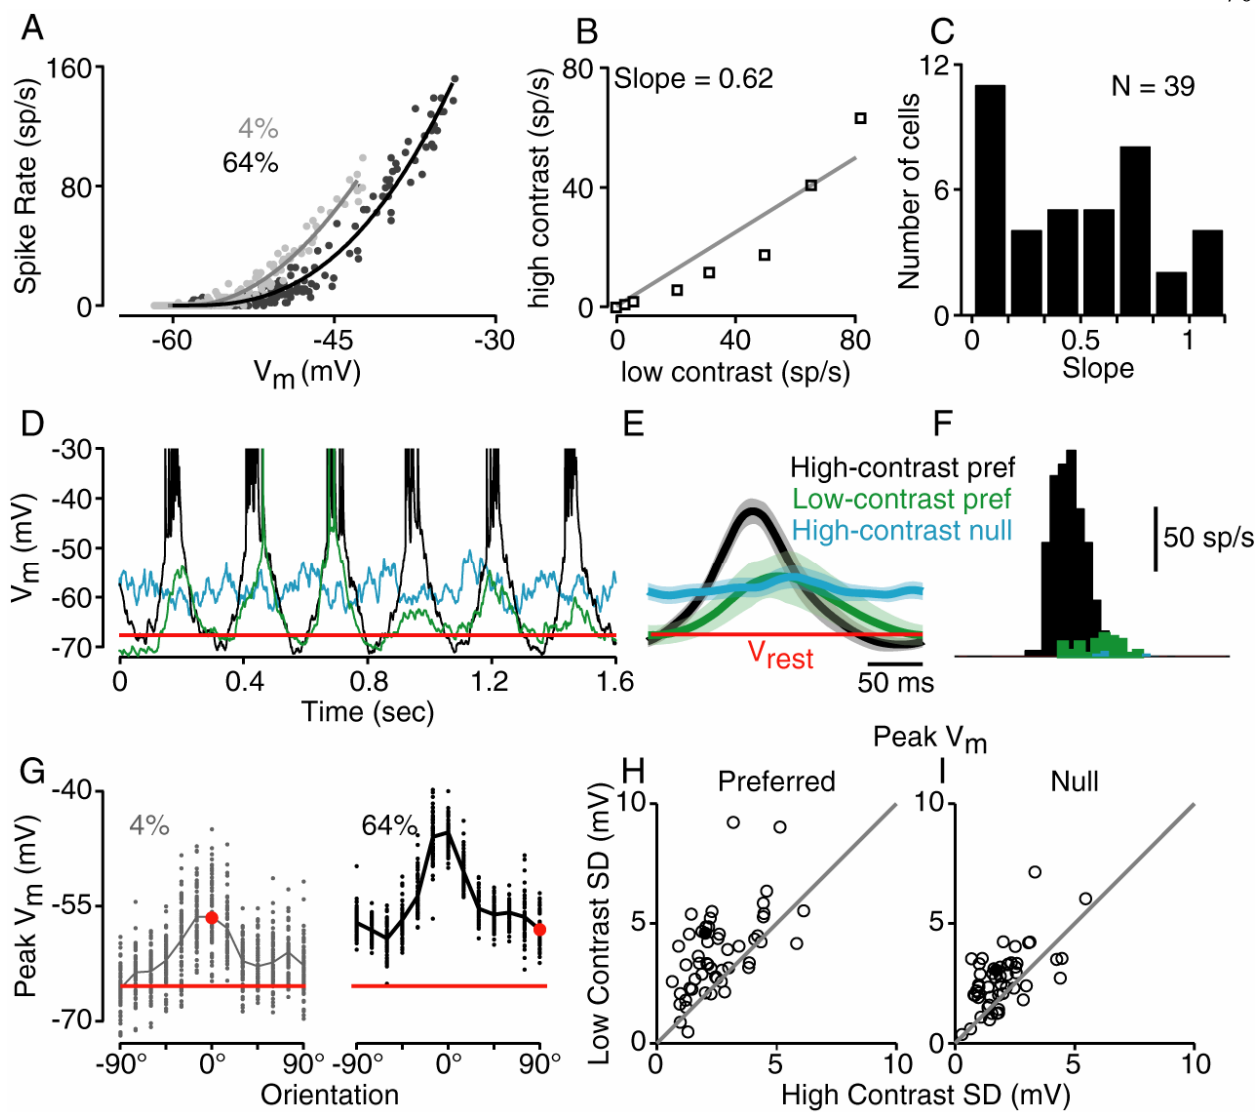 A
Spike Rate (sp/s)
160
80
0
4%
64%
-60 -45 -30
Vm (mV)
B
high contrast (sp/s)
80
40
0
Slope = 0.62
0 40 80
low contrast (sp/s)
C
Number of cells
12
6
0
N = 39
0 0.5 1
Slope
D
Vm (mV)
-30
-40
-50
-60
-70
0 0.4 0.8 1.2 1.6
Time (sec)
E
High-contrast pref
Low-contrast pref
High-contrast null
Vrest
50 ms
F
50 sp/s
G
Peak Vm (mV)
-40
-55
-70
4%
64%
-90° 0° 90°
-90° 0° 90°
Orientation
Peak Vm
H
Preferred
Low Contrast SD (mV)
10
5
0
0 5 10
I
Null
10
5
0
0 5 10
High Contrast SD (mV)